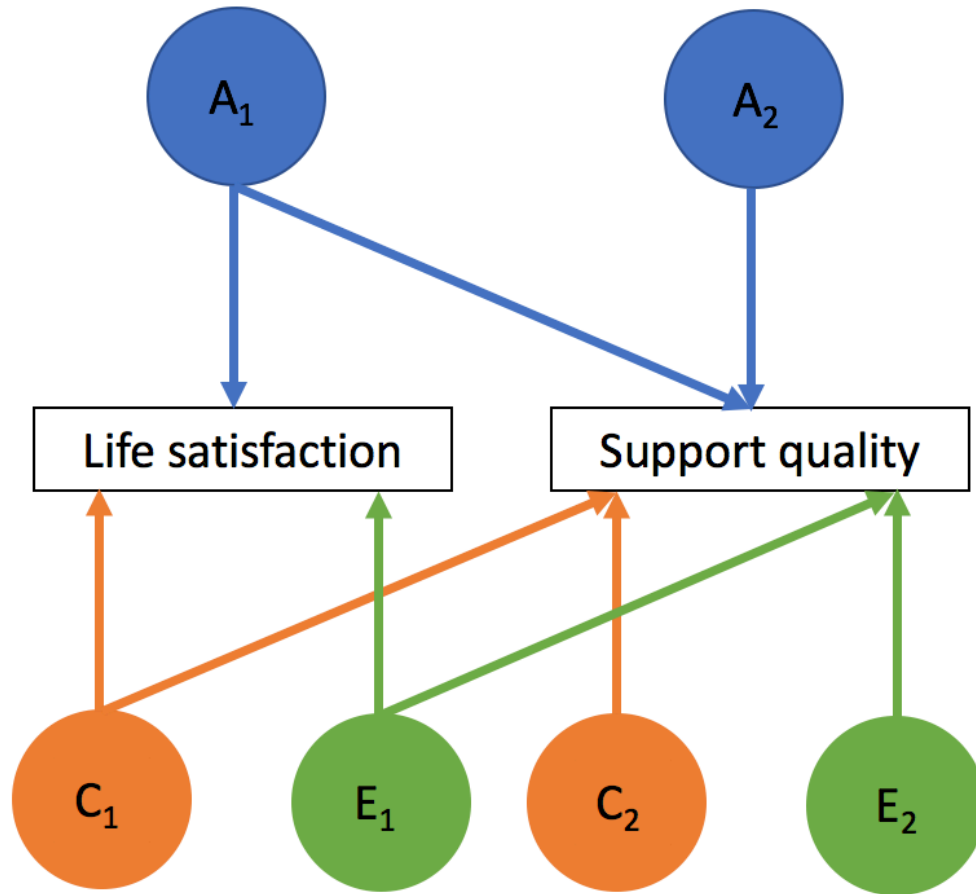 A₁
A₂
Life satisfaction
Support quality
C₁
E₁
C₂
E₂